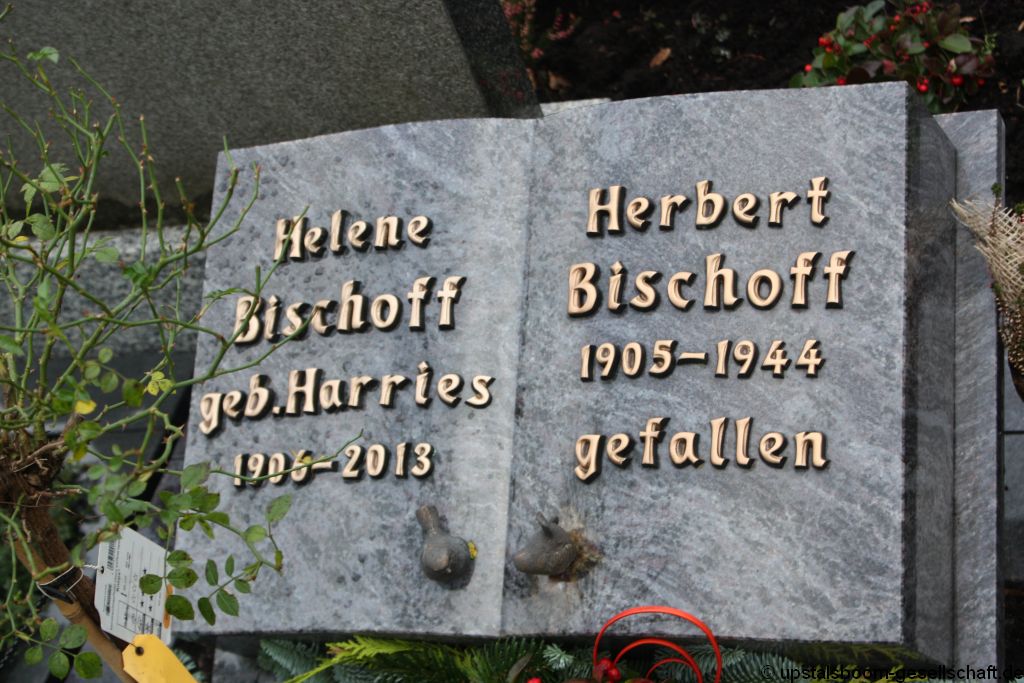 Helene
Bischoff
geb.Harries
1906-2013
Herbert
Bischoff
1905-1944
gefallen
© upstalsboom-gesellschaft.de